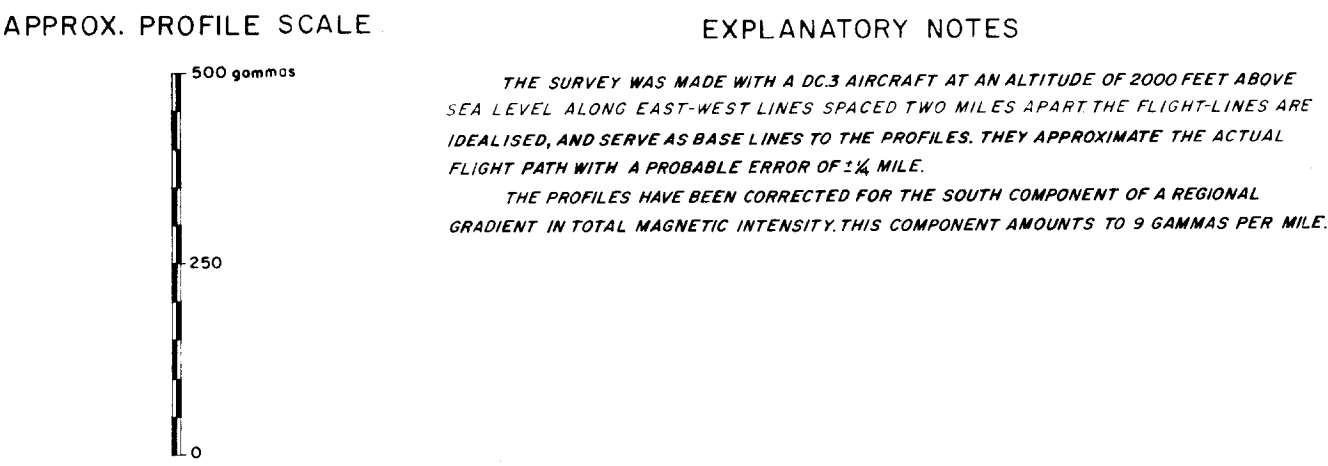 APPROX. PROFILE SCALE
500 gammas
250
0
EXPLANATORY NOTES
THE SURVEY WAS MADE WITH A DC.3 AIRCRAFT AT AN ALTITUDE OF 2000 FEET ABOVE
SEA LEVEL ALONG EAST-WEST LINES SPACED TWO MILES APART. THE FLIGHT-LINES ARE
IDEALISED, AND SERVE AS BASE LINES TO THE PROFILES. THEY APPROXIMATE THE ACTUAL
FLIGHT PATH WITH A PROBABLE ERROR OF ±¼ MILE.
THE PROFILES HAVE BEEN CORRECTED FOR THE SOUTH COMPONENT OF A REGIONAL
GRADIENT IN TOTAL MAGNETIC INTENSITY. THIS COMPONENT AMOUNTS TO 9 GAMMAS PER MILE.